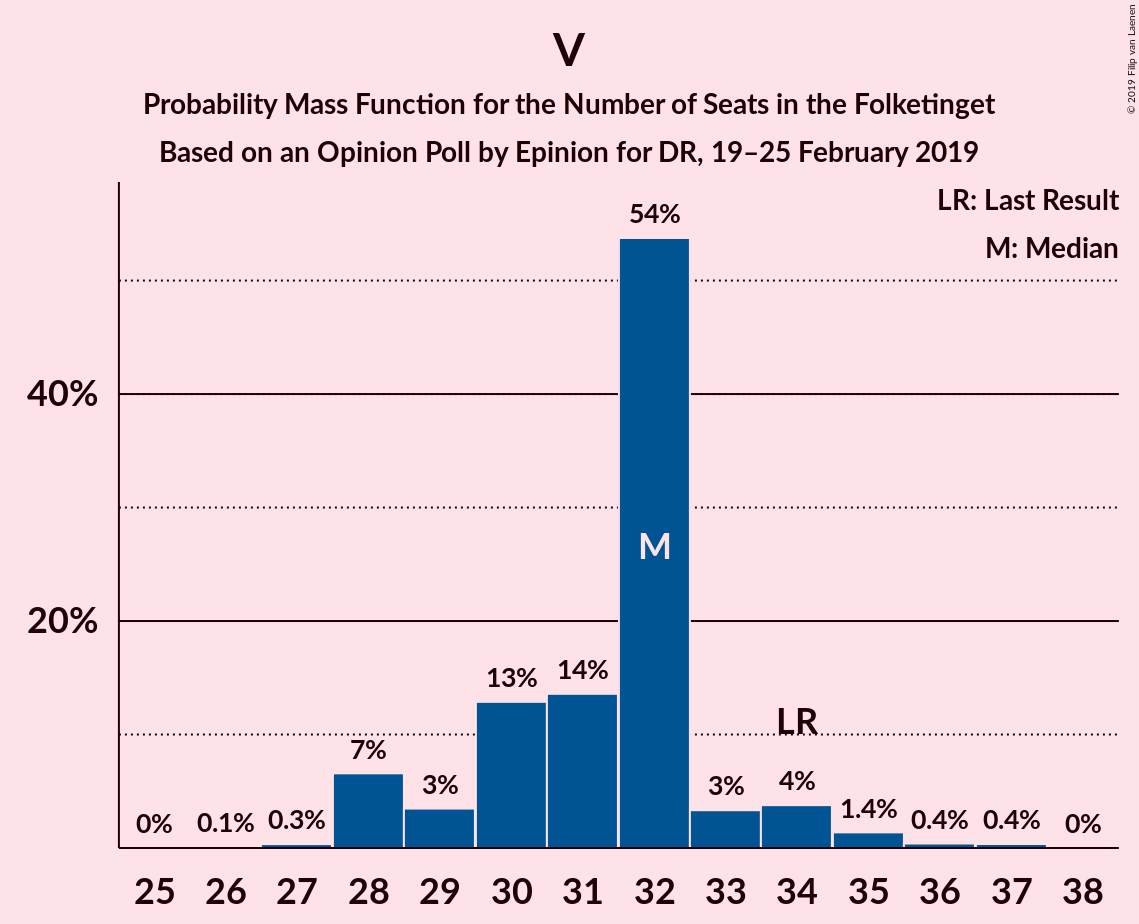 V
Probability Mass Function for the Number of Seats in the Folketinget
Based on an Opinion Poll by Epinion for DR, 19–25 February 2019
© 2019 Filip van Laenen
LR: Last Result
M: Median
54%
40%
M
20%
14%
13%
LR
7%
3%
3%
4%
0%
0.1%
0.3%
1.4%
0.4%
0.4%
0%
25 26 27 28 29 30 31 32 33 34 35 36 37 38